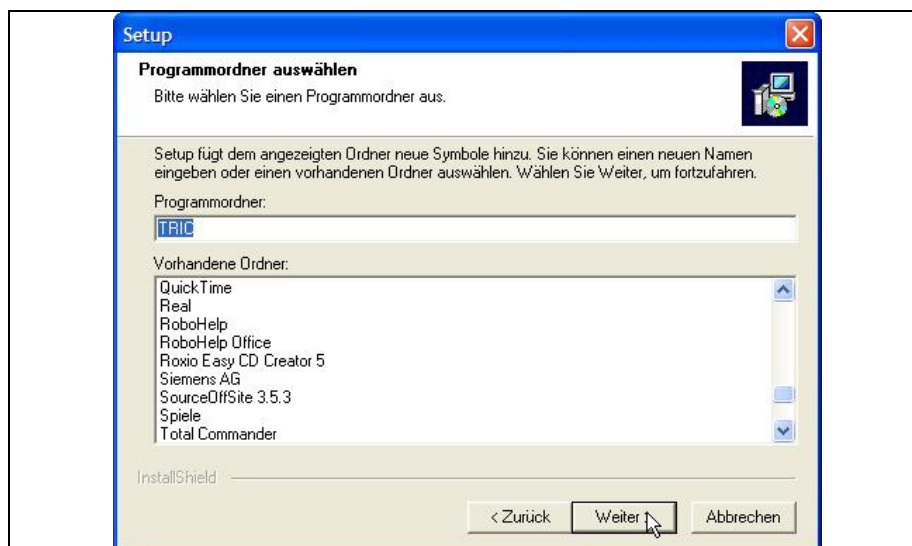 Setup
Programmordner auswählen
Bitte wählen Sie einen Programmordner aus.
Setup fügt dem angezeigten Ordner neue Symbole hinzu. Sie können einen neuen Namen
eingeben oder einen vorhandenen Ordner auswählen. Wählen Sie Weiter, um fortzufahren.
Programmordner:
TRIC
Vorhandene Ordner:
QuickTime
Real
RoboHelp
RoboHelp Office
Roxio Easy CD Creator 5
Siemens AG
SourceOffSite 3.5.3
Spiele
Total Commander
InstallShield
< Zurück Weiter > Abbrechen